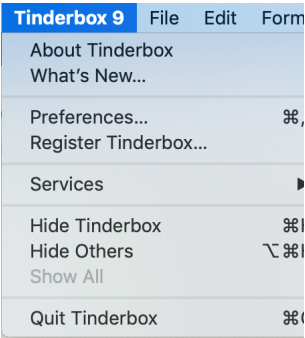 Tinderbox 9 File Edit Form
About Tinderbox
What's New...
Preferences... ⌘,
Register Tinderbox...
Services ▶
Hide Tinderbox ⌘H
Hide Others ⌥⌘H
Show All
Quit Tinderbox ⌘Q